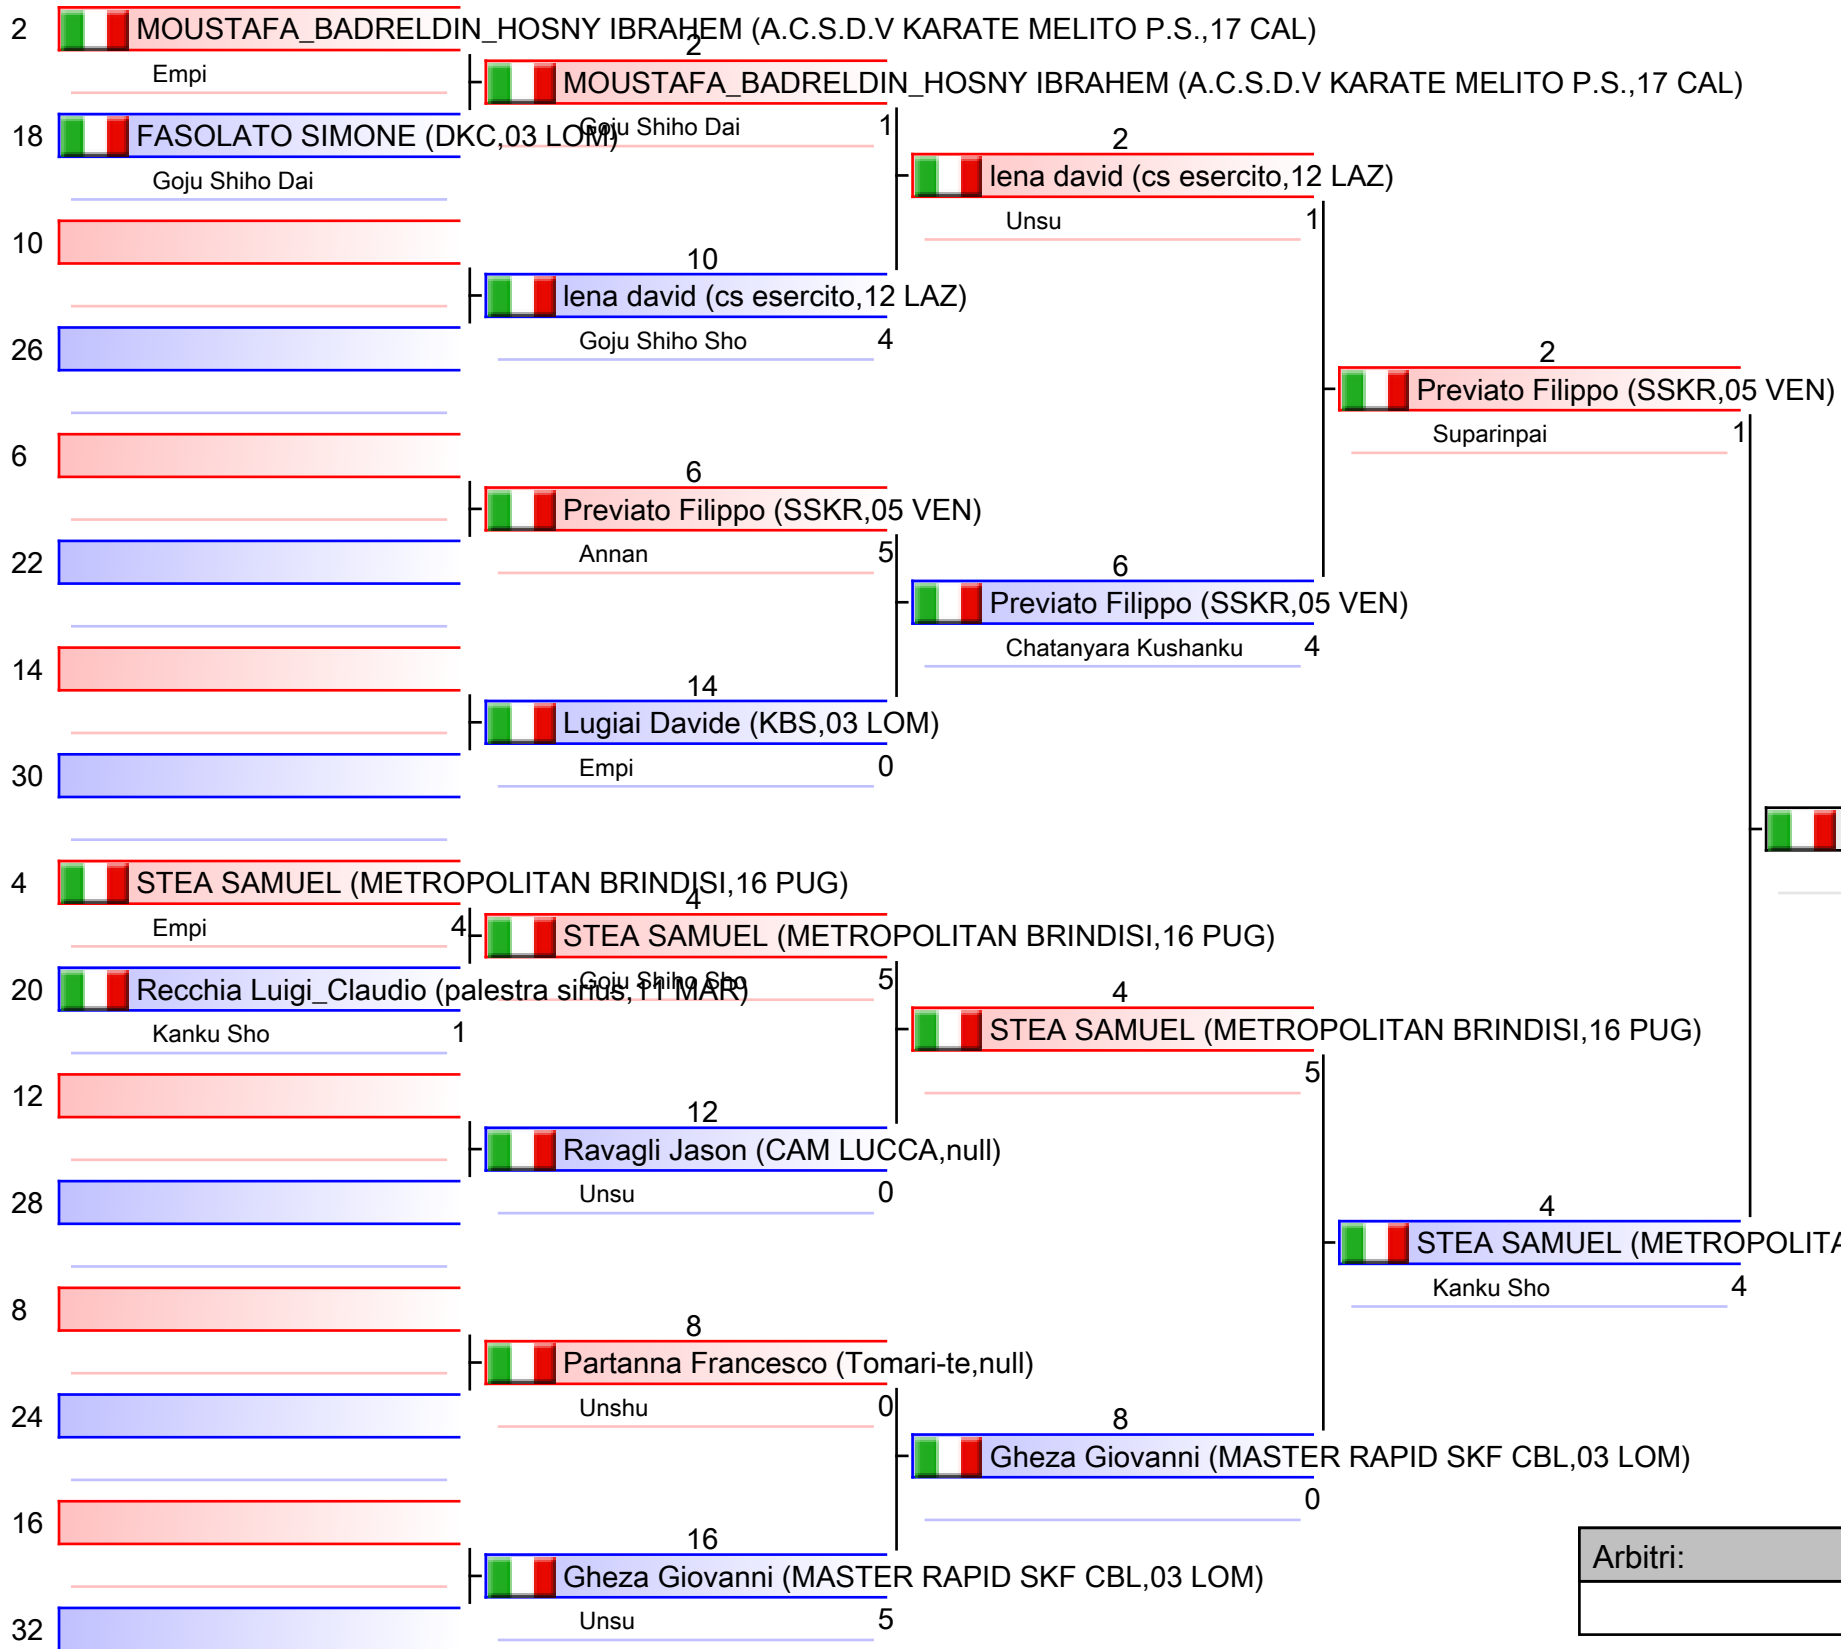 2 MOUSTAFA_BADRELDIN_HOSNY IBRAHEM (A.C.S.D.V KARATE MELITO P.S.,17 CAL)
Empi
18 FASOLATO SIMONE (DKC,03 LOM)
Goju Shiho Dai
10
26
6
22
14
30
4 STEA SAMUEL (METROPOLITAN BRINDISI,16 PUG)
Empi 4
20 Recchia Luigi_Claudio (palestra sirius,11 MAR)
Kanku Sho 1
12
28
8
24
16
32
2
MOUSTAFA_BADRELDIN_HOSNY IBRAHEM (A.C.S.D.V KARATE MELITO P.S.,17 CAL)
Goju Shiho Dai 1
10
Iena david (cs esercito,12 LAZ)
Goju Shiho Sho 4
6
Previato Filippo (SSKR,05 VEN)
Annan 5
14
Lugiai Davide (KBS,03 LOM)
Empi 0
4
STEA SAMUEL (METROPOLITAN BRINDISI,16 PUG)
Goju Shiho Sho 5
12
Ravagli Jason (CAM LUCCA,null)
Unsu 0
8
Partanna Francesco (Tomari-te,null)
Unshu 0
16
Gheza Giovanni (MASTER RAPID SKF CBL,03 LOM)
Unsu 5
2
Iena david (cs esercito,12 LAZ)
Unsu 1
6
Previato Filippo (SSKR,05 VEN)
Chatanyara Kushanku 4
4
STEA SAMUEL (METROPOLITAN BRINDISI,16 PUG)
5
8
Gheza Giovanni (MASTER RAPID SKF CBL,03 LOM)
0
2
Previato Filippo (SSKR,05 VEN)
Suparinpai 1
4
STEA SAMUEL (METROPOLITA
Kanku Sho 4
Arbitri: